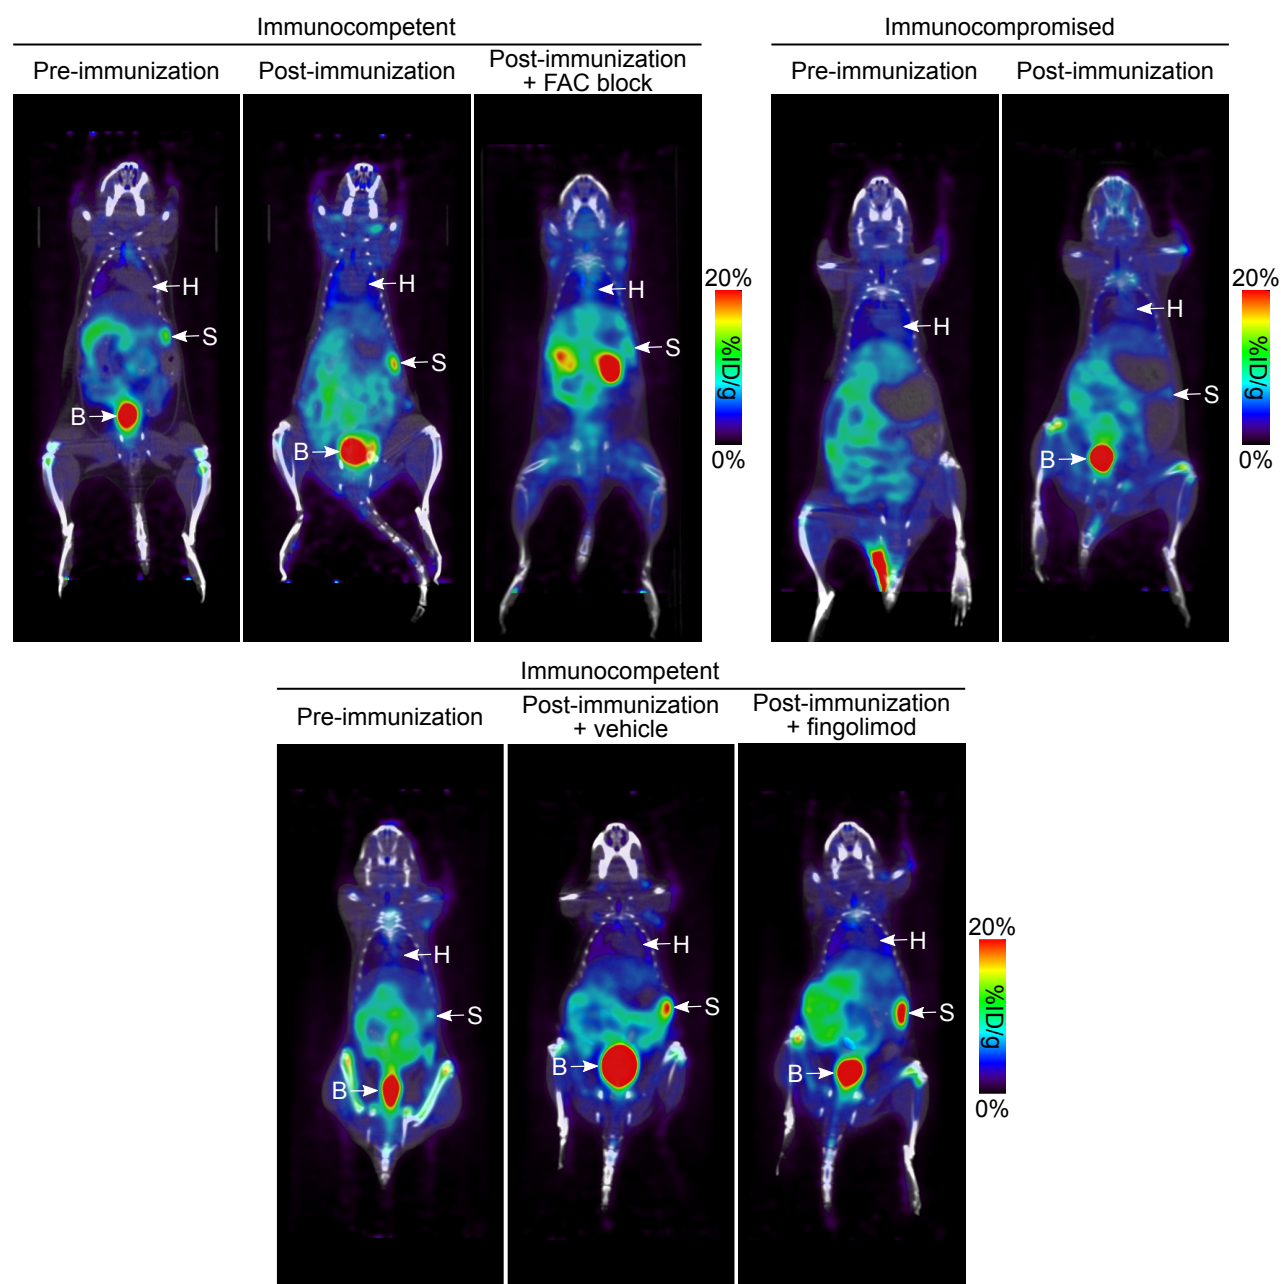 Immunocompetent
Immunocompromised
Pre-immunization
Post-immunization
Post-immunization
+ FAC block
Pre-immunization
Post-immunization
H
S
B
H
S
B
H
S
20%
%ID/g
0%
H
H
S
B
20%
%ID/g
0%
Immunocompetent
Pre-immunization
Post-immunization
+ vehicle
Post-immunization
+ fingolimod
H
S
B
H
S
B
H
S
B
20%
%ID/g
0%